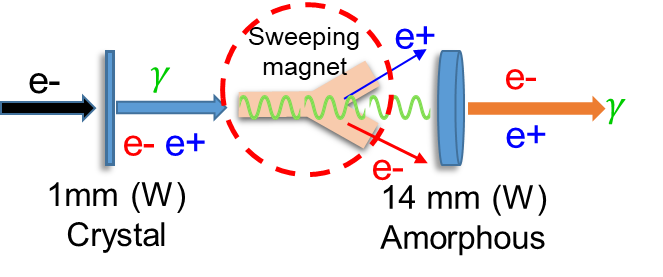 Sweeping
magnet
e-
γ
e- e+
e+
e-
e-
e+
γ
1mm (W)
Crystal
14 mm (W)
Amorphous